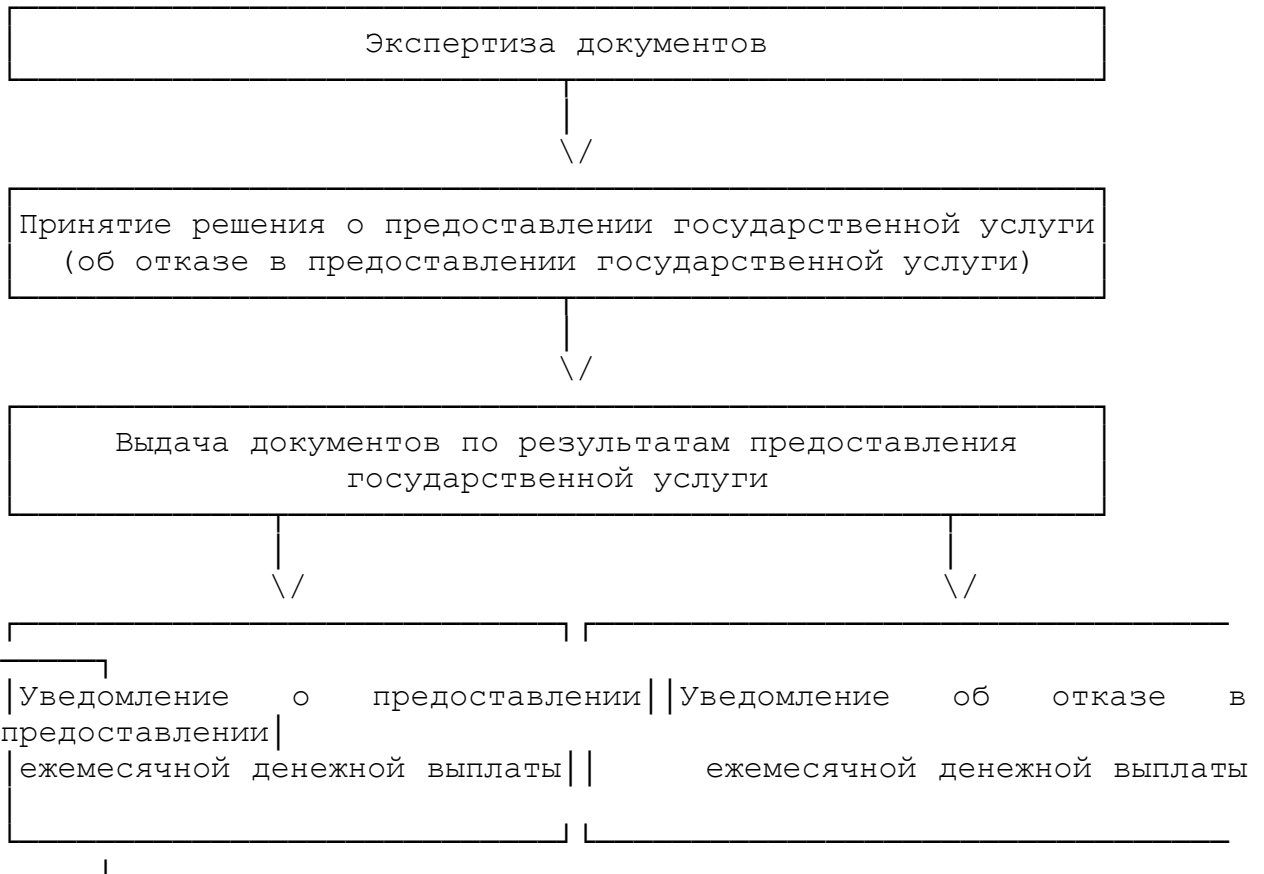 Экспертиза документов
Принятие решения о предоставлении государственной услуги
(об отказе в предоставлении государственной услуги)
Выдача документов по результатам предоставления
государственной услуги
Уведомление о предоставлении Уведомление об отказе в
предоставлении
ежемесячной денежной выплаты ежемесячной денежной выплаты